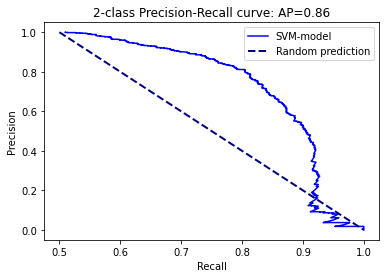 2-class Precision-Recall curve: AP=0.86
SVM-model
Random prediction
Precision
1.0
0.8
0.6
0.4
0.2
0.0
0.5 0.6 0.7 0.8 0.9 1.0
Recall